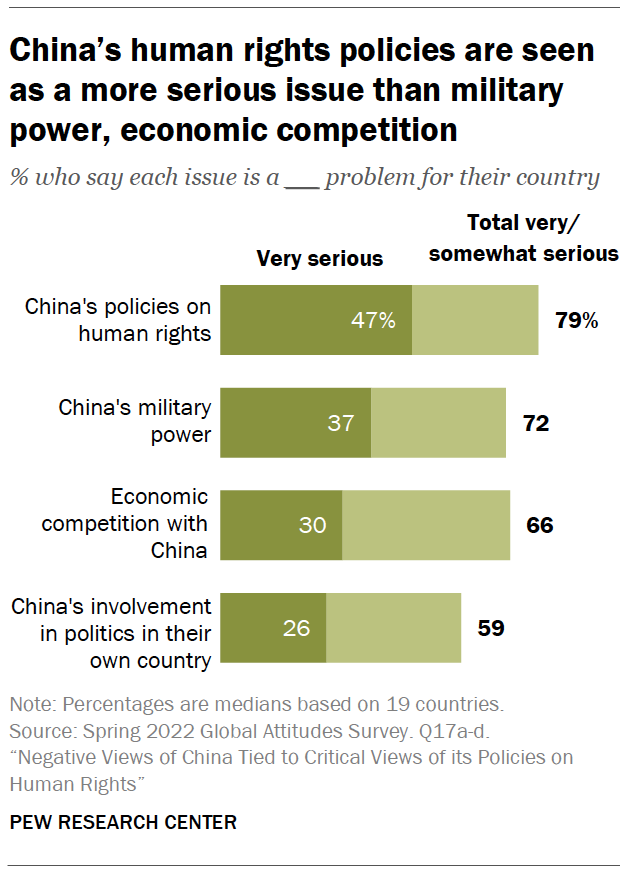 China's human rights policies are seen
as a more serious issue than military
power, economic competition
% who say each issue is a ___ problem for their country
Total very/
somewhat serious
Very serious
China's policies on
human rights
47%
79%
China's military
power
37
72
Economic
competition with
China
30
66
China's involvement
in politics in their
own country
26
59
Note: Percentages are medians based on 19 countries.
Source: Spring 2022 Global Attitudes Survey. Q17a-d.
“Negative Views of China Tied to Critical Views of its Policies on
Human Rights”
PEW RESEARCH CENTER